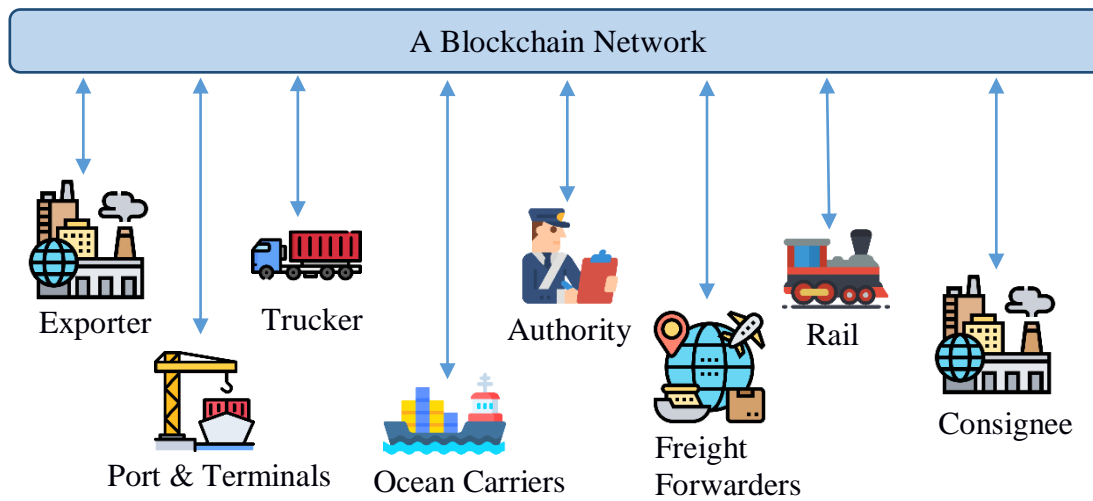 A Blockchain Network
Exporter
Port & Terminals
Trucker
Ocean Carriers
Authority
Freight
Forwarders
Rail
Consignee